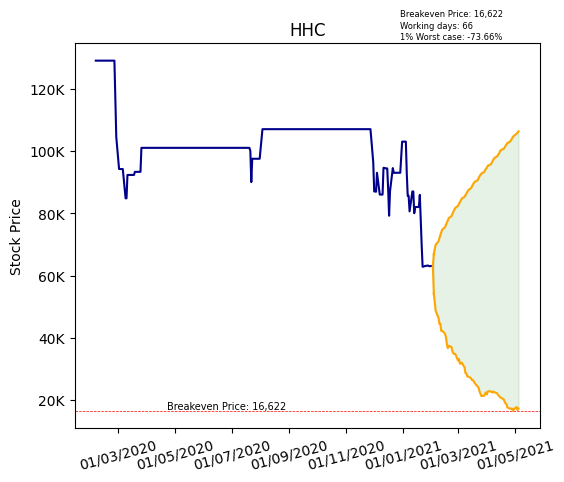 Breakeven Price: 16,622
Working days: 66
1% Worst case: -73.66%
HHC
Stock Price
120K
100K
80K
60K
40K
20K
Breakeven Price: 16,622
01/03/2020
01/05/2020
01/07/2020
01/09/2020
01/11/2020
01/01/2021
01/03/2021
01/05/2021